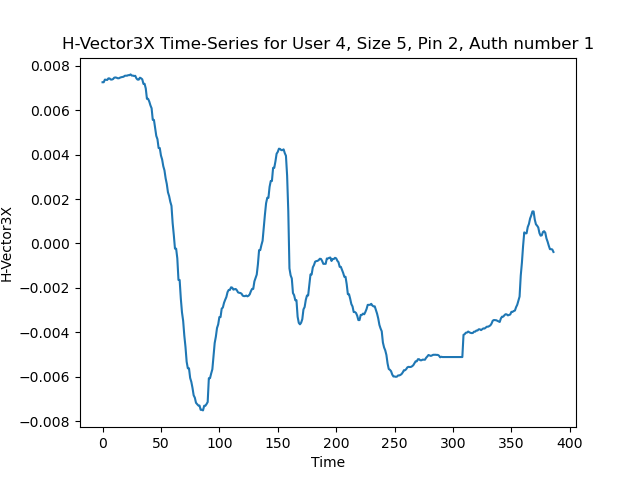 H-Vector3X Time-Series for User 4, Size 5, Pin 2, Auth number 1
0.008
0.006
0.004
0.002
0.000
−0.002
−0.004
−0.006
−0.008
H-Vector3X
0 50 100 150 200 250 300 350 400
Time